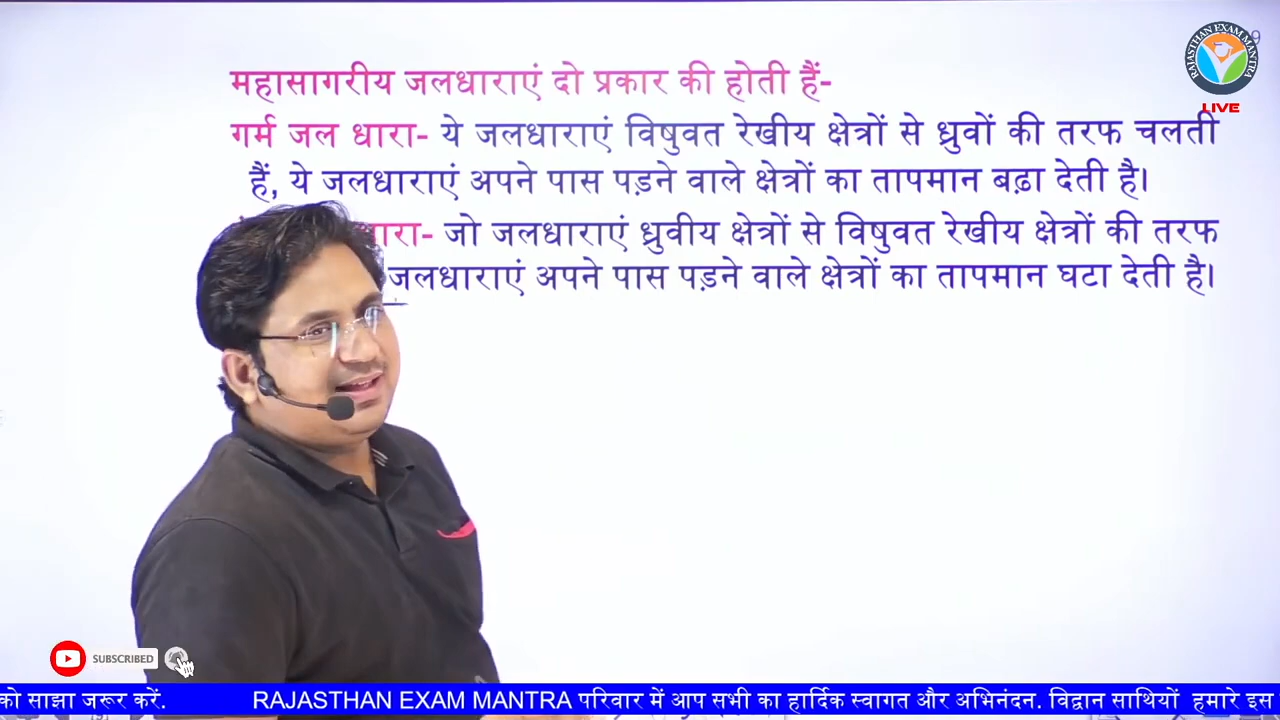 RAJASTHAN EXAM MANTRA
LIVE
महासागरीय जलधाराएं दो प्रकार की होती हैं-
गर्म जल धारा- ये जलधाराएं विषुवत रेखीय क्षेत्रों से ध्रुवों की तरफ चलती
हैं, ये जलधाराएं अपने पास पड़ने वाले क्षेत्रों का तापमान बढ़ा देती है।
धारा- जो जलधाराएं ध्रुवीय क्षेत्रों से विषुवत रेखीय क्षेत्रों की तरफ
जलधाराएं अपने पास पड़ने वाले क्षेत्रों का तापमान घटा देती है।
SUBSCRIBED
को साझा जरूर करें. RAJASTHAN EXAM MANTRA परिवार में आप सभी का हार्दिक स्वागत और अभिनंदन. विद्वान साथियों हमारे इस